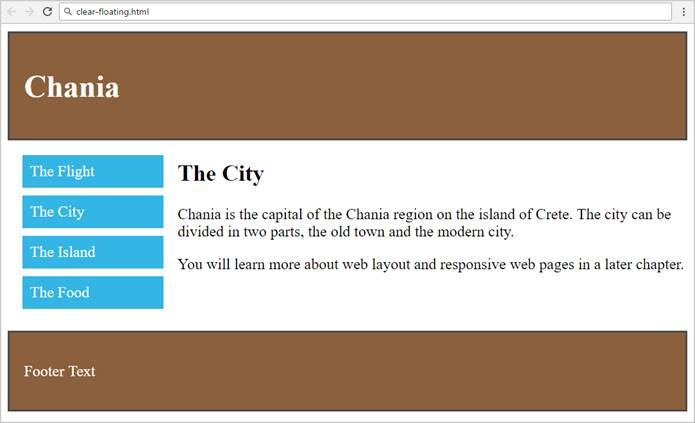 clear-floating.html
Chania
The Flight
The City
The Island
The Food
The City
Chania is the capital of the Chania region on the island of Crete. The city can be
divided in two parts, the old town and the modern city.
You will learn more about web layout and responsive web pages in a later chapter.
Footer Text